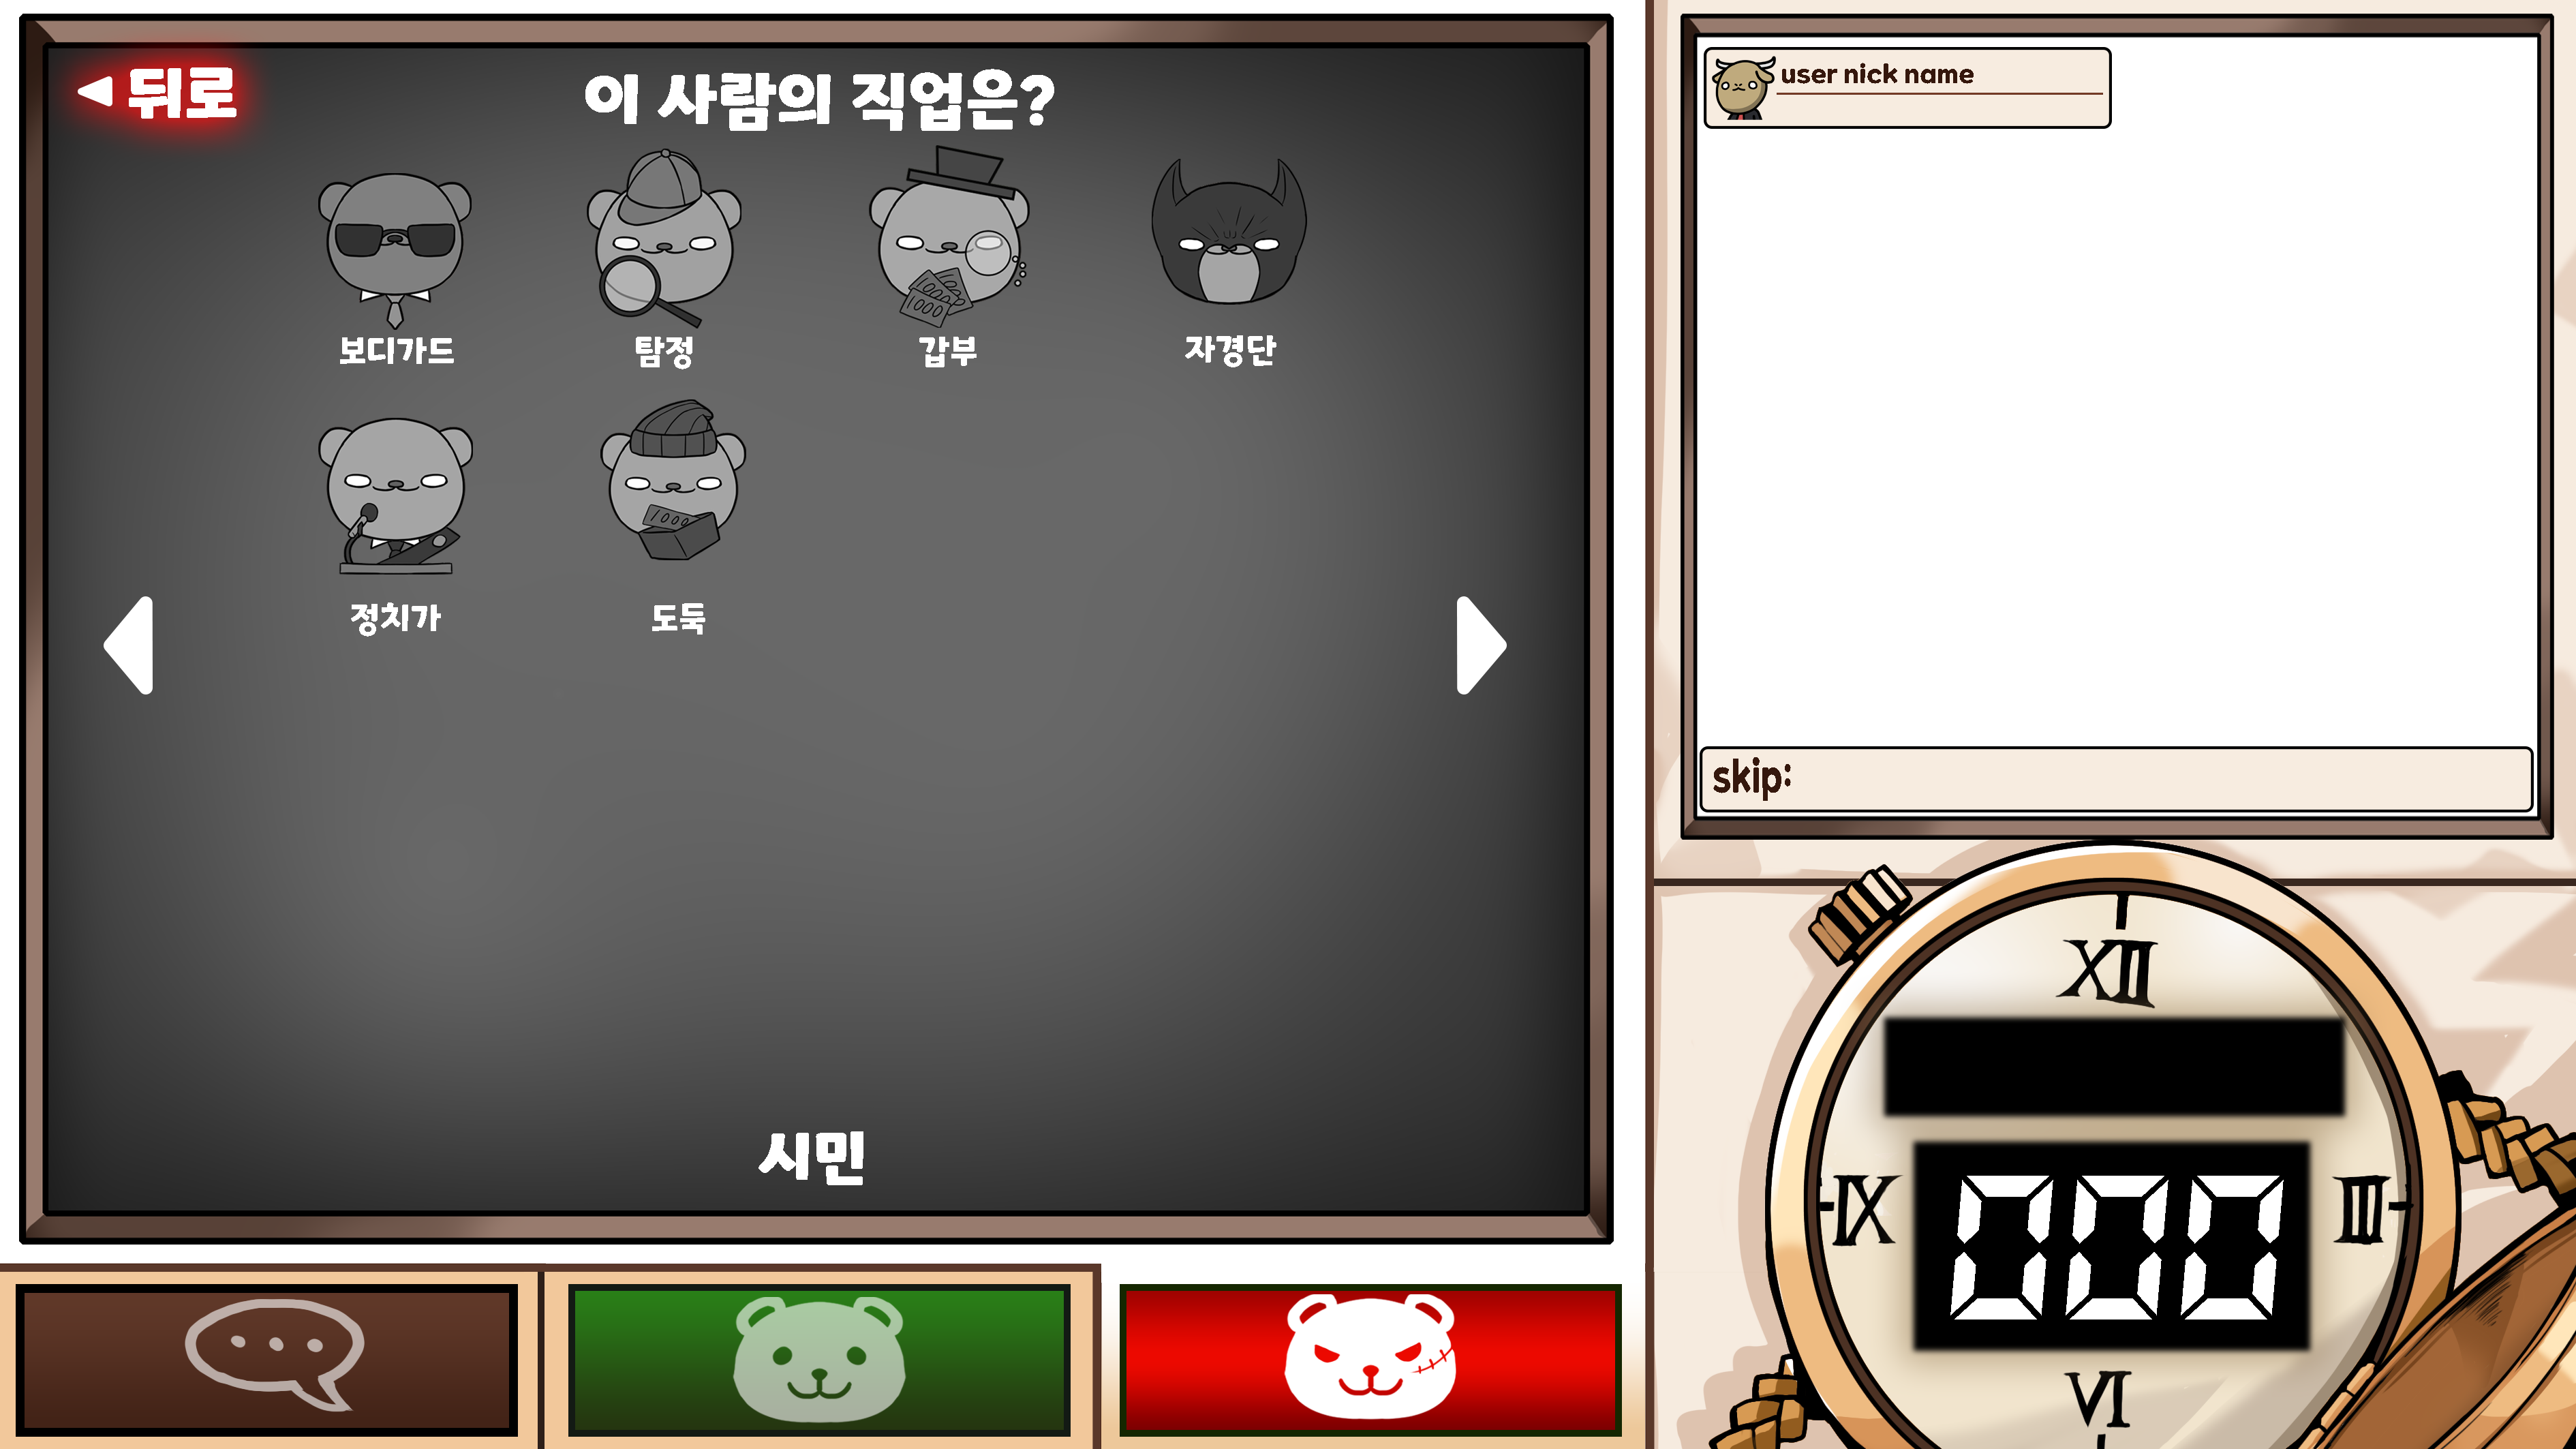 뒤로
이 사람의 직업은?
보디가드 탐정 갑부 자경단
정치가 도둑
시민
user nick name
skip:
XII
IX 000 III
VI